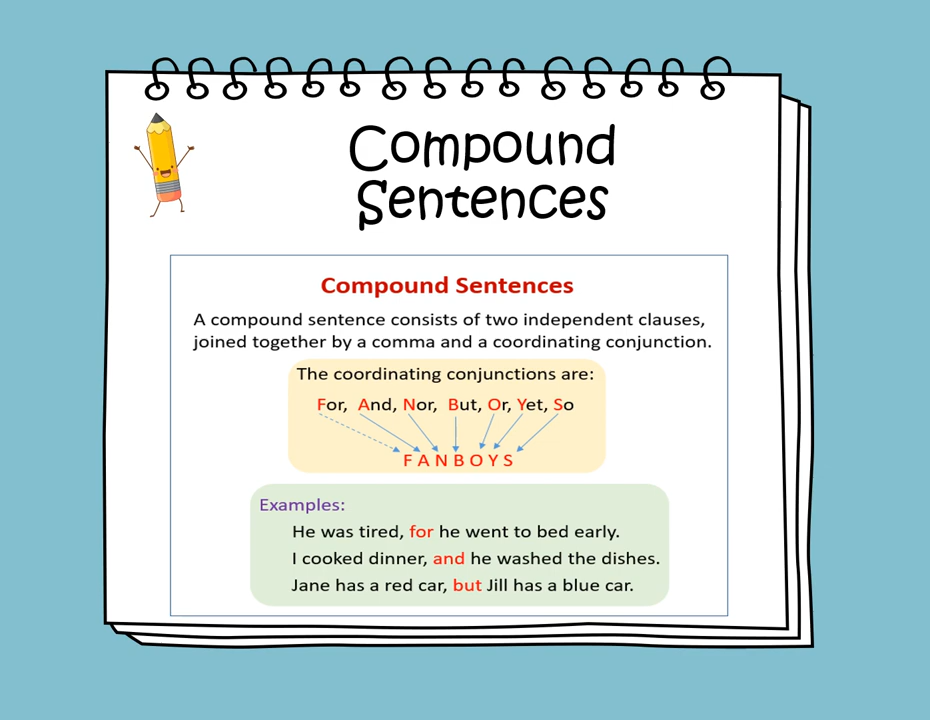 Compound
Sentences
Compound Sentences
A compound sentence consists of two independent clauses,
joined together by a comma and a coordinating conjunction.
The coordinating conjunctions are:
For, And, Nor, But, Or, Yet, So
F A N B O Y S
Examples:
He was tired, for he went to bed early.
I cooked dinner, and he washed the dishes.
Jane has a red car, but Jill has a blue car.